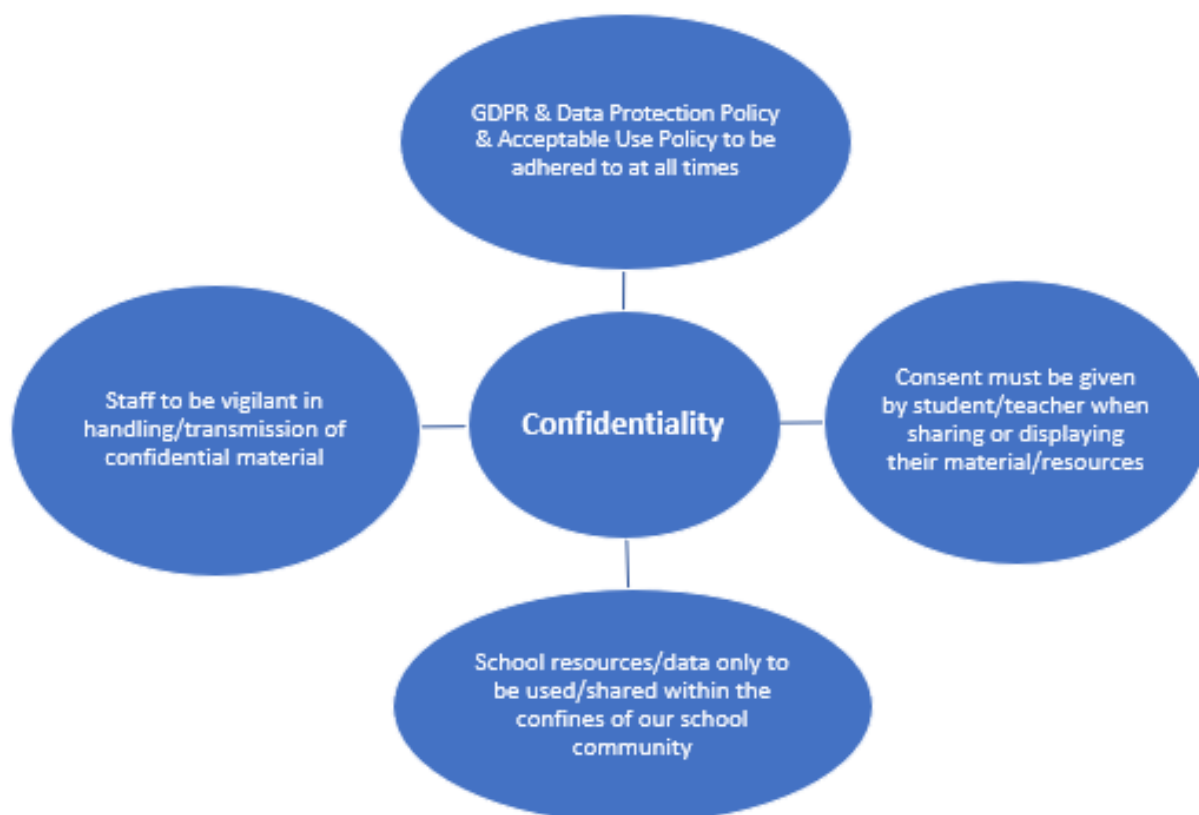 GDPR & Data Protection Policy
& Acceptable Use Policy to be
adhered to at all times
Staff to be vigilant in
handling/transmission of
confidential material
Confidentiality
Consent must be given
by student/teacher when
sharing or displaying
their material/resources
School resources/data only to
be used/shared within the
confines of our school
community